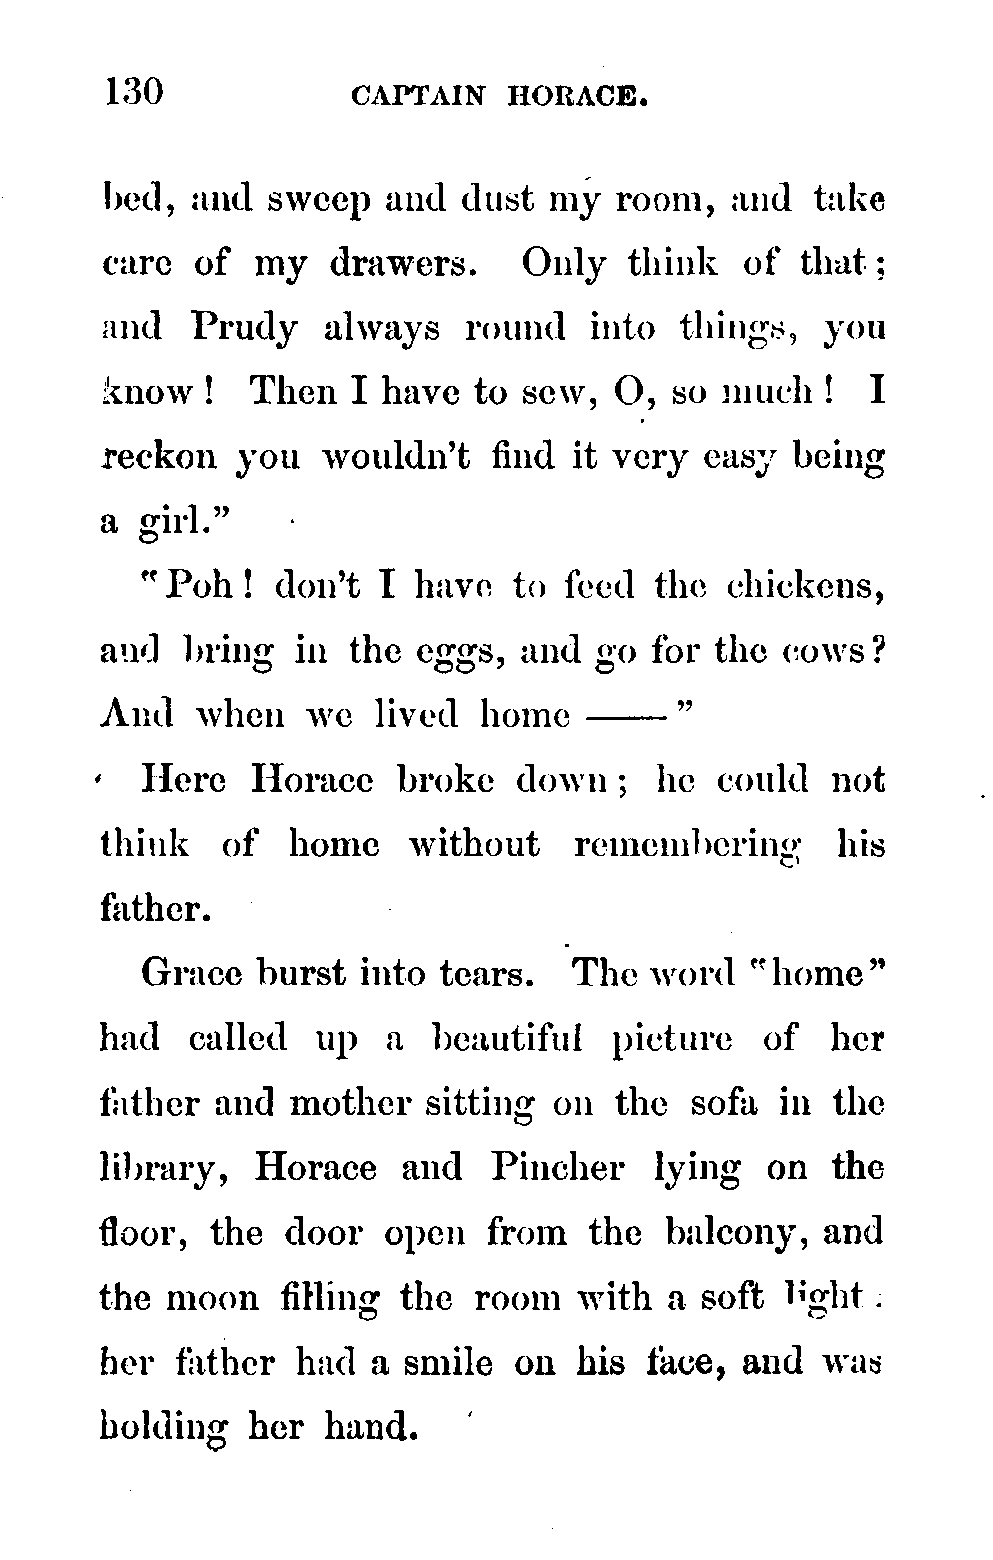 130 CAPTAIN HORACE.
bed, and sweep and dust my room, and take
care of my drawers. Only think of that;
and Prudy always round into things, you
know! Then I have to sew, O, so much! I
reckon you wouldn't find it very easy being
a girl."
"Poh! don't I have to feed the chickens,
and bring in the eggs, and go for the cows?
And when we lived home —— "
Here Horace broke down; he could not
think of home without remembering his
father.
Grace burst into tears. The word "home"
had called up a beautiful picture of her
father and mother sitting on the sofa in the
library, Horace and Pincher lying on the
floor, the door open from the balcony, and
the moon filling the room with a soft light;
her father had a smile on his face, and was
holding her hand.